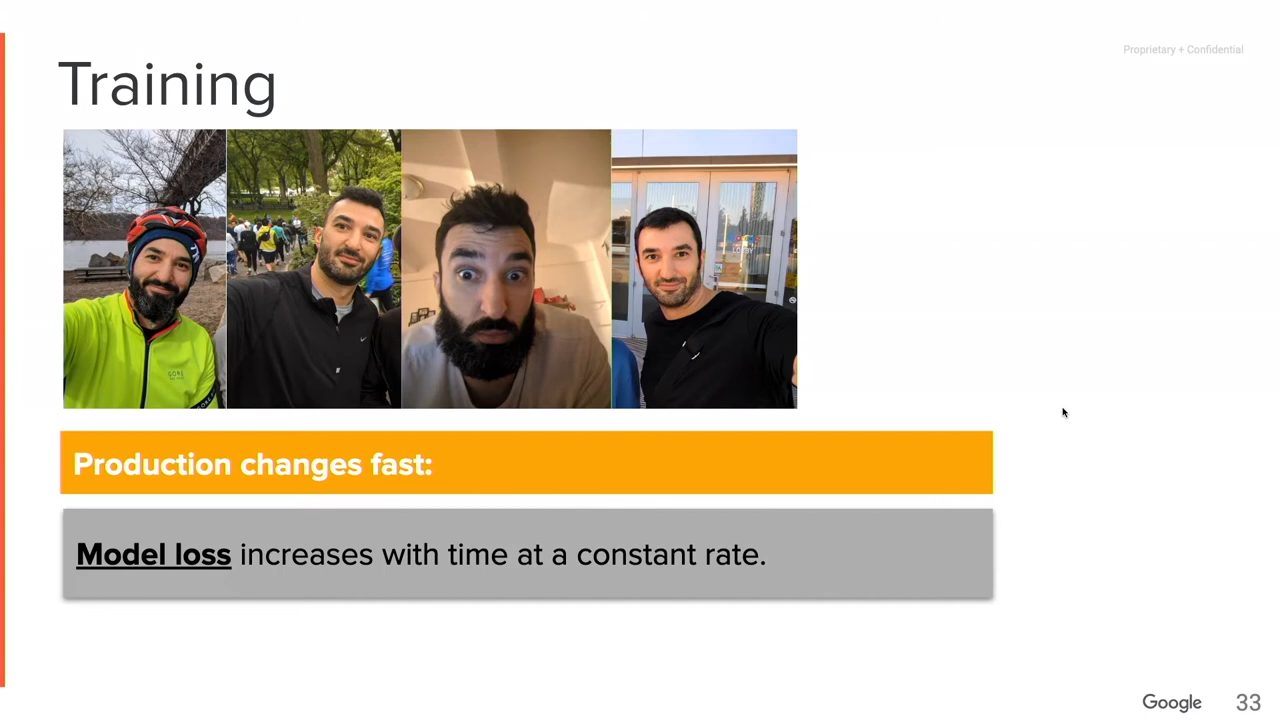 Proprietary + Confidential
Training
Production changes fast:
Model loss increases with time at a constant rate.
Google 33